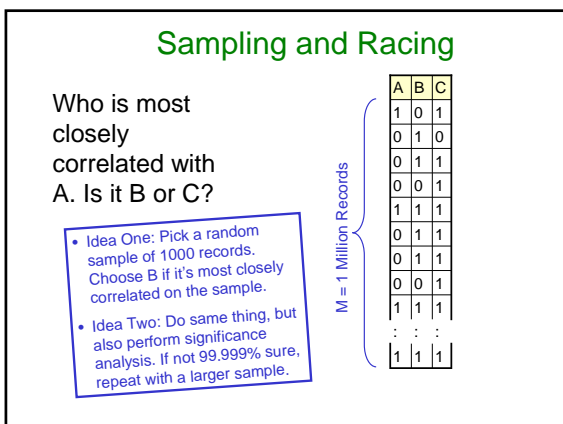 Sampling and Racing
Who is most
closely
correlated with
A. Is it B or C?
• Idea One: Pick a random
sample of 1000 records.
Choose B if it's most closely
correlated on the sample.
• Idea Two: Do same thing, but
also perform significance
analysis. If not 99.999% sure,
repeat with a larger sample.
M = 1 Million Records
A B C
1 0 1
0 1 0
0 1 1
0 0 1
1 1 1
0 1 1
0 1 1
0 0 1
1 1 1
: : :
1 1 1